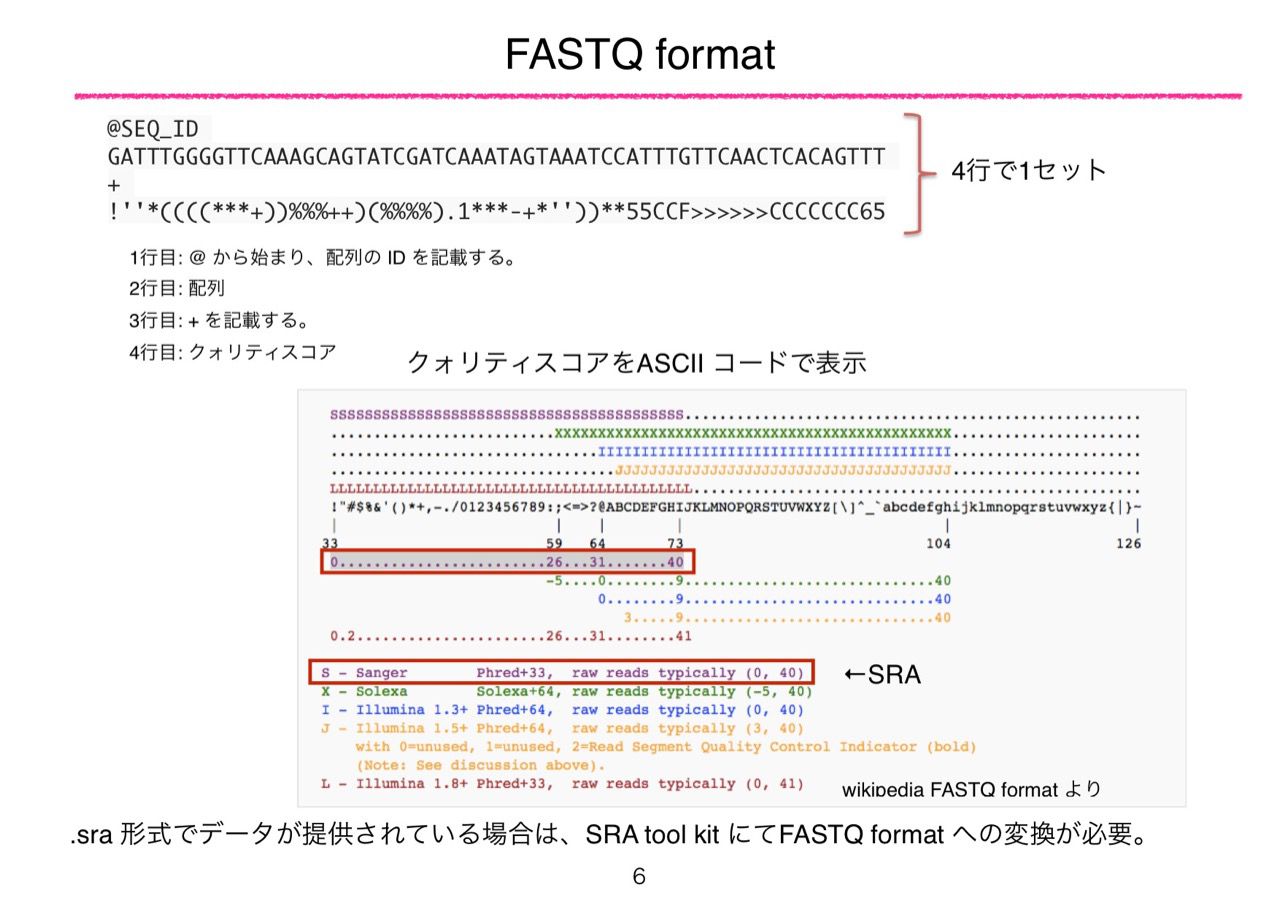 FASTQ format
@SEQ_ID
GATTTGGGGTTCAAAGCAGTATCGATCAAATAGTAAATCCATTTGTTCAACTCACAGTTT
+
!''*((((***+))%%%++)(%%%%).1***-+*''))**55CCF>>>>>>CCCCCCC65
4行で1セット
1行目: @ から始まり、配列の ID を記載する。
2行目: 配列
3行目: + を記載する。
4行目: クォリティスコア
クォリティスコアをASCII コードで表示
SSSSSSSSSSSSSSSSSSSSSSSSSSSSSSSSSSSSSSSSS.....................................................
..........................XXXXXXXXXXXXXXXXXXXXXXXXXXXXXXXXXXXXXXXXXXXXXX......................
...............................IIIIIIIIIIIIIIIIIIIIIIIIIIIIIIIIIIIIIIIII......................
.................................JJJJJJJJJJJJJJJJJJJJJJJJJJJJJJJJJJJJJJJ......................
LLLLLLLLLLLLLLLLLLLLLLLLLLLLLLLLLLLLLLLLLL....................................................
!"#$%&'()*+,-./0123456789:;<=>?@ABCDEFGHIJKLMNOPQRSTUVWXYZ[\]^_`abcdefghijklmnopqrstuvwxyz{|}~
| | | | | |
33 59 64 73 104 126
0........................26...31.......40
-5....0........9.............................40
0........9.............................40
3.....9.............................40
0.2......................26...31........41
S - Sanger Phred+33, raw reads typically (0, 40)
←SRA
X - Solexa Solexa+64, raw reads typically (-5, 40)
I - Illumina 1.3+ Phred+64, raw reads typically (0, 40)
J - Illumina 1.5+ Phred+64, raw reads typically (3, 40)
with 0=unused, 1=unused, 2=Read Segment Quality Control Indicator (bold)
(Note: See discussion above).
L - Illumina 1.8+ Phred+33, raw reads typically (0, 41)
wikipedia FASTQ format より
.sra 形式でデータが提供されている場合は、SRA tool kit にてFASTQ format への変換が必要。
6